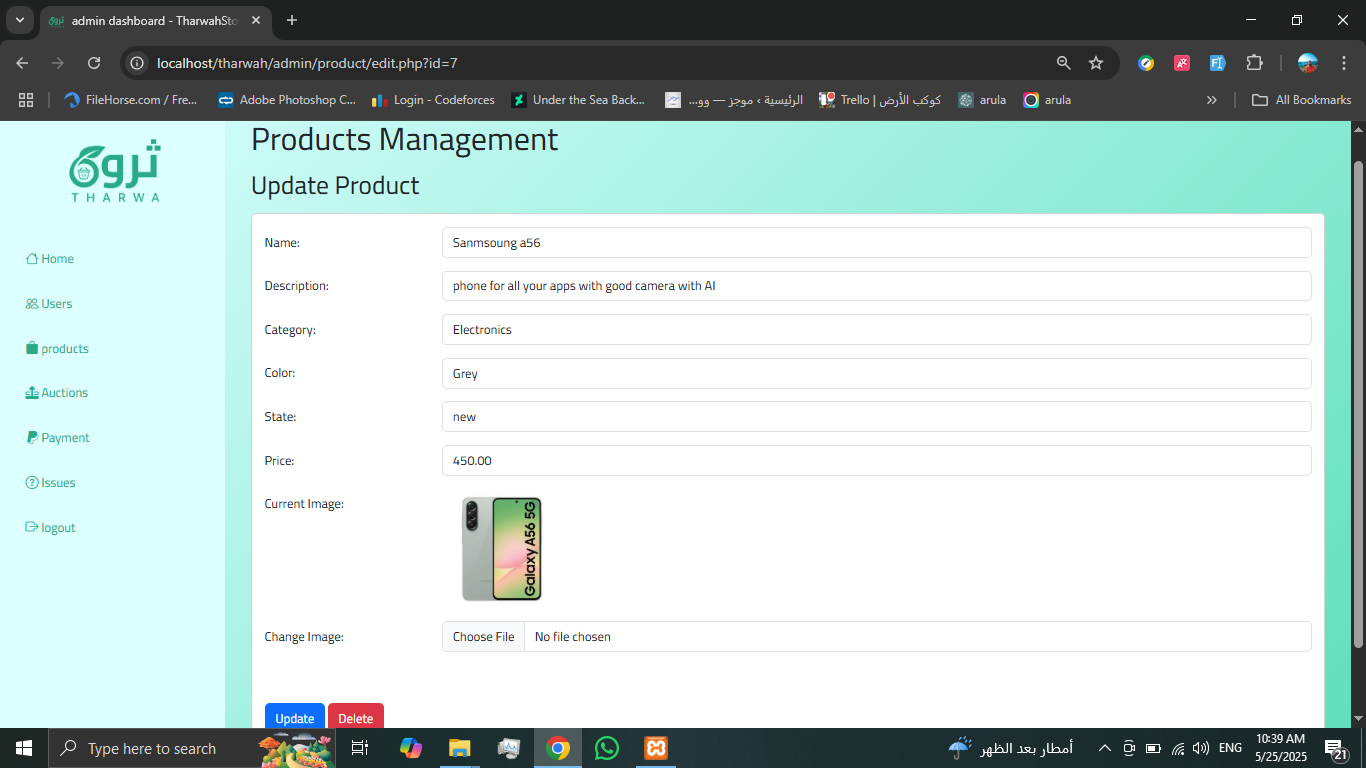 admin dashboard - TharwahSto
localhost/tharwah/admin/product/edit.php?id=7
FileHorse.com / Fre...
Adobe Photoshop C...
Login - Codeforces
Under the Sea Back...
الرئيسية › موجز — وو...
Trello | كوكب الأرض
arula
arula
»
All Bookmarks
ثروة
THARWA
Home
Users
products
Auctions
Payment
Issues
logout
Products Management
Update Product
Name:
Sanmsoung a56
Description:
phone for all your apps with good camera with AI
Category:
Electronics
Color:
Grey
State:
new
Price:
450.00
Current Image:
Galaxy A56 5G
Change Image:
Choose File
No file chosen
Update
Delete
Type here to search
أمطار بعد الظهر
ENG
10:39 AM
5/25/2025
21